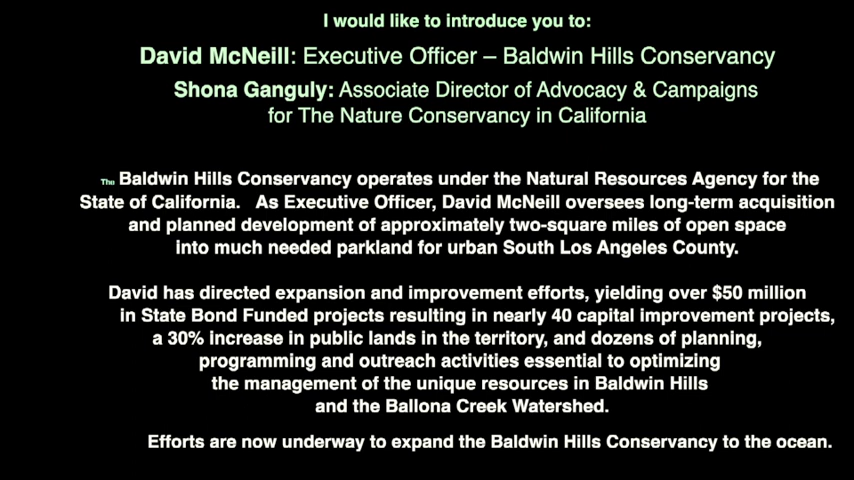 I would like to introduce you to:
David McNeill: Executive Officer – Baldwin Hills Conservancy
Shona Ganguly: Associate Director of Advocacy & Campaigns
for The Nature Conservancy in California
The Baldwin Hills Conservancy operates under the Natural Resources Agency for the
State of California. As Executive Officer, David McNeill oversees long-term acquisition
and planned development of approximately two-square miles of open space
into much needed parkland for urban South Los Angeles County.
David has directed expansion and improvement efforts, yielding over $50 million
in State Bond Funded projects resulting in nearly 40 capital improvement projects,
a 30% increase in public lands in the territory, and dozens of planning,
programming and outreach activities essential to optimizing
the management of the unique resources in Baldwin Hills
and the Ballona Creek Watershed.
Efforts are now underway to expand the Baldwin Hills Conservancy to the ocean.